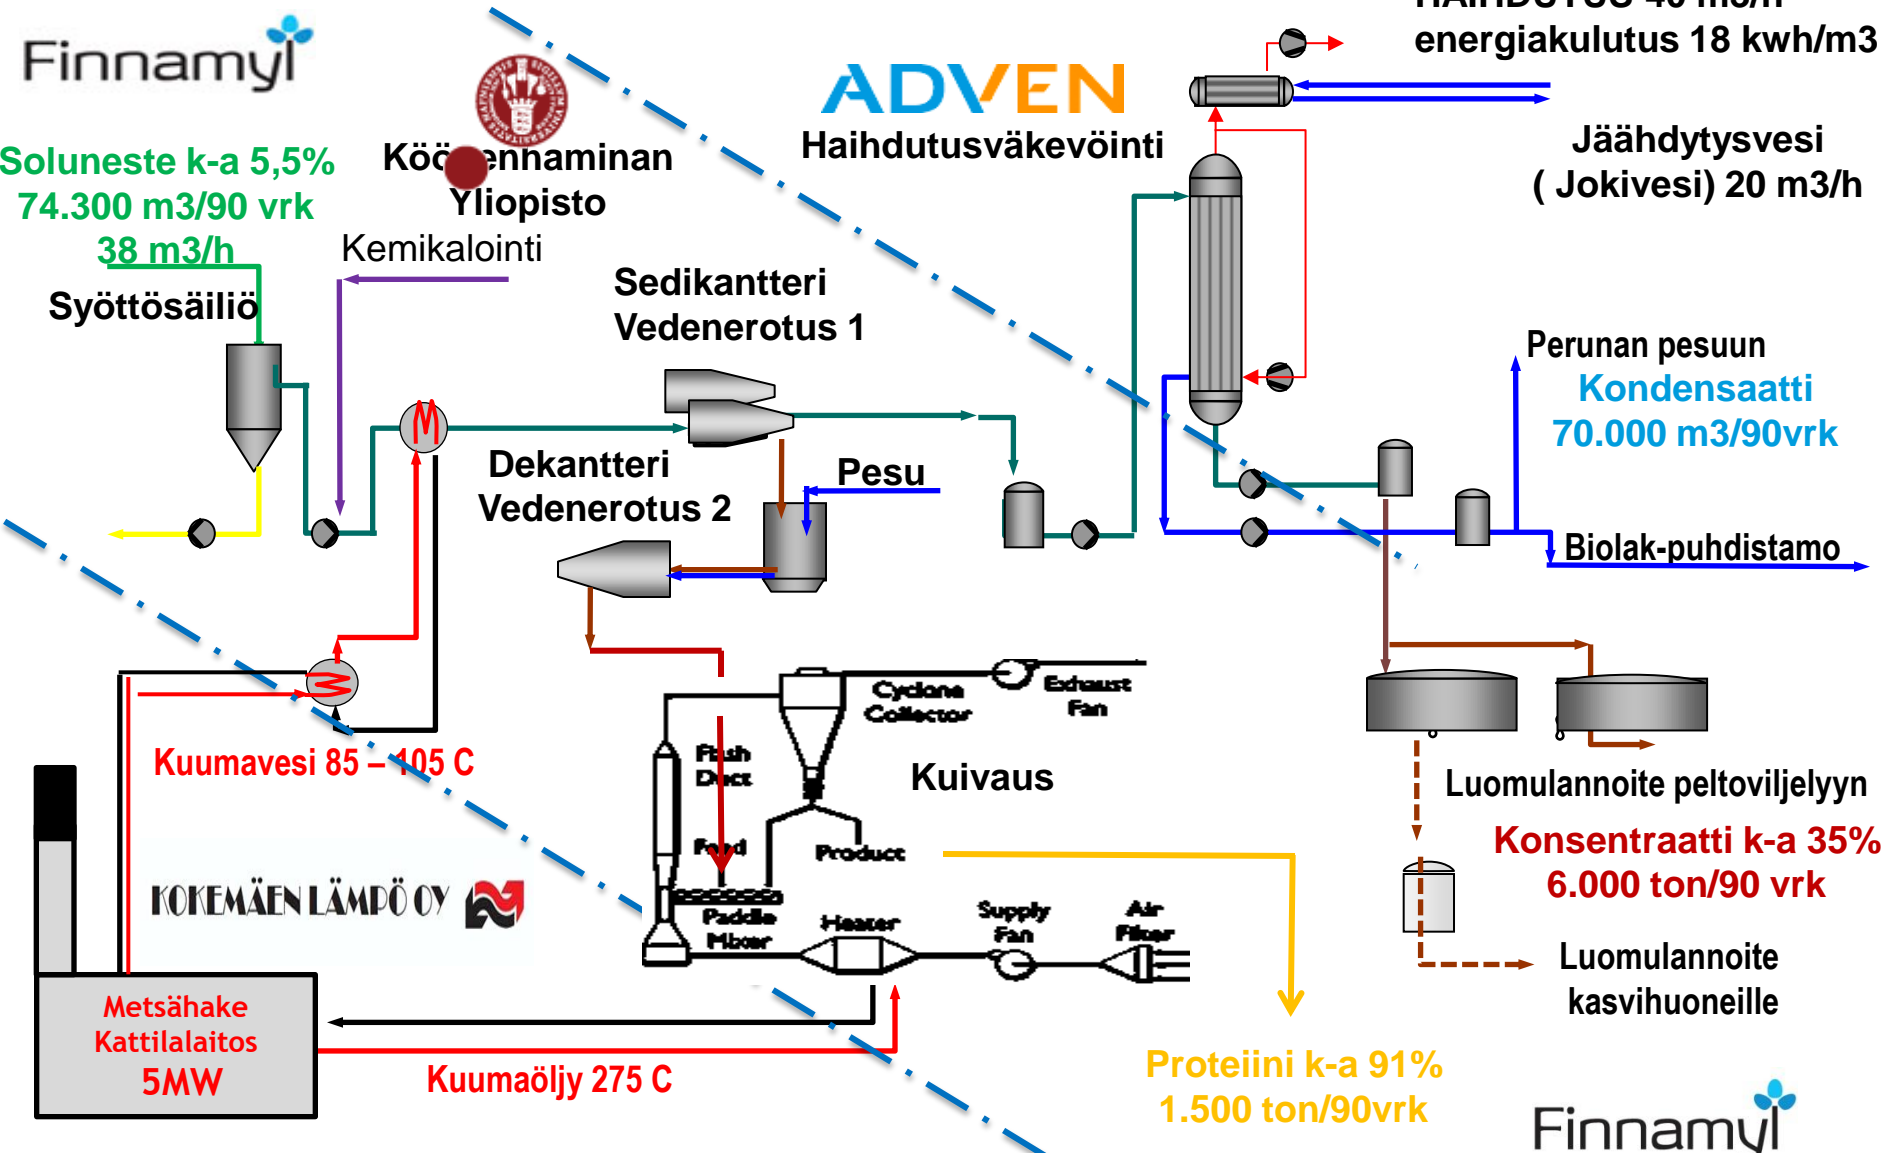 Finnamyl
HAIHDUTUS 40 m3/h
energiakulutus 18 kwh/m3
ADVEN
Haihdutusväkevöinti
Jäähdytysvesi
( Jokivesi) 20 m3/h
Soluneste k-a 5,5%
74.300 m3/90 vrk
38 m3/h
Yliopisto
Kemikalointi
Syöttösäiliö
Sedikantteri
Vedenerotus 1
Perunan pesuun
Kondensaatti
70.000 m3/90vrk
Dekantteri
Vedenerotus 2
Pesu
Biolak-puhdistamo
Kuumavesi 85 – 105 C
Cyclone
Collector
Exhaust
Fan
Flash
Duct
Kuivaus
Feed
Product
Paddle
Mixer
Heater
Supply
Fan
Air
Filter
Luomulannoite peltoviljelyyn
Konsentraatti k-a 35%
6.000 ton/90 vrk
Luomulannoite
kasvihuoneille
KOKEMÄEN LÄMPÖ OY
Metsähake
Kattilalaitos
5MW
Kuumaöljy 275 C
Proteiini k-a 91%
1.500 ton/90vrk
Finnamyl